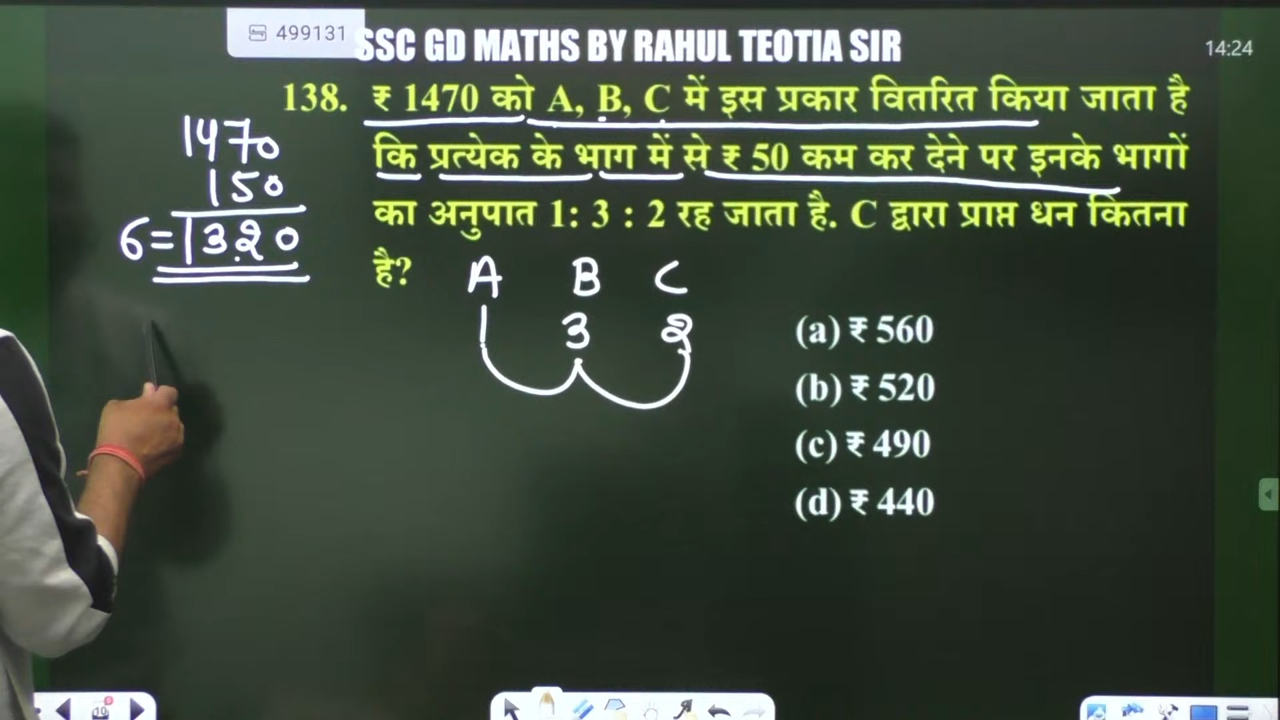 499131
SSC GD MATHS BY RAHUL TEOTIA SIR
14:24
138. ₹ 1470 को A, B, C में इस प्रकार वितरित किया जाता है
कि प्रत्येक के भाग में से ₹ 50 कम कर देने पर इनके भागों
का अनुपात 1: 3 : 2 रह जाता है. C द्वारा प्राप्त धन कितना
है?
1470
150
6=1320
A B C
1 3 2
(a) ₹ 560
(b) ₹ 520
(c) ₹ 490
(d) ₹ 440